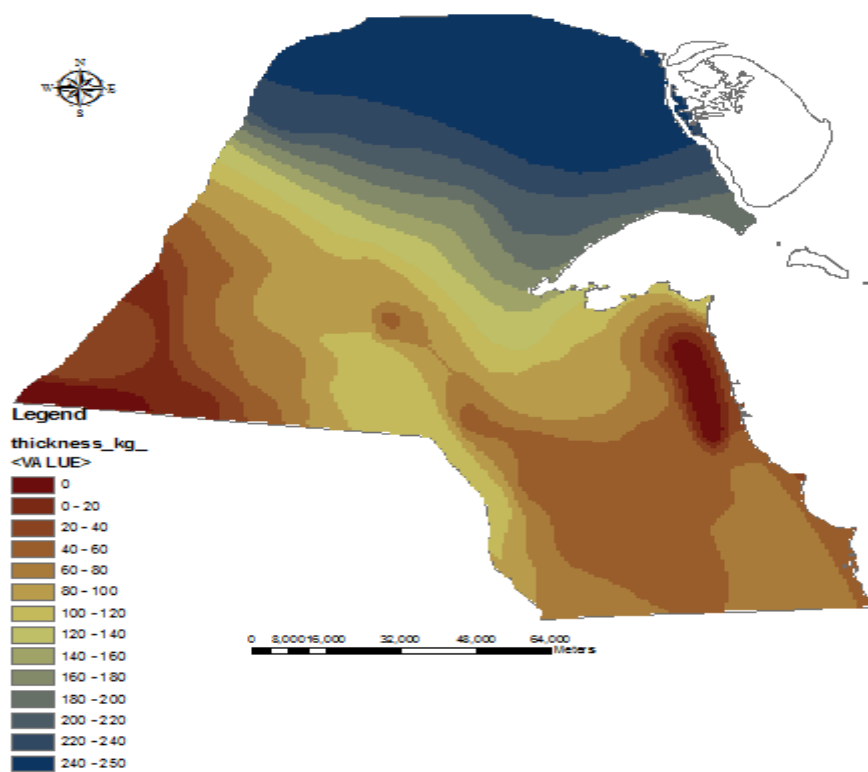 N
W E
S
Legend
thickness_kg_
<VALUE>
0
0 - 20
20 - 40
40 - 60
60 - 80
80 - 100
100 - 120
120 - 140
140 - 160
160 - 180
180 - 200
200 - 220
220 - 240
240 - 250
0 8,00016,000 32,000 48,000 64,000
Meters